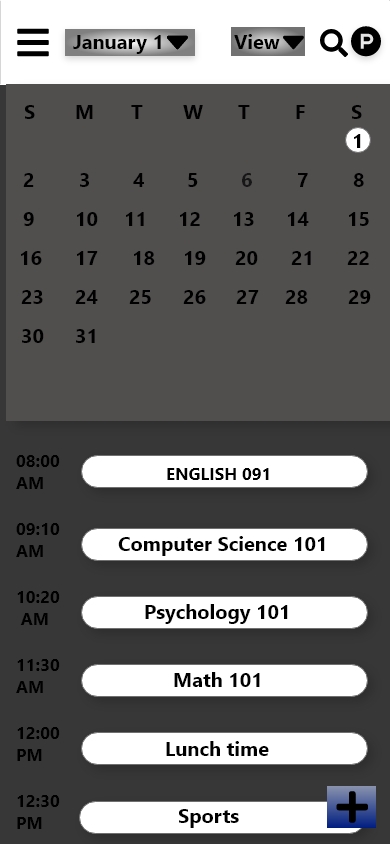 January 1 View P
S M T W T F S
1
2 3 4 5 6 7 8
9 10 11 12 13 14 15
16 17 18 19 20 21 22
23 24 25 26 27 28 29
30 31
08:00
AM
ENGLISH 091
09:10
AM
Computer Science 101
10:20
AM
Psychology 101
11:30
AM
Math 101
12:00
PM
Lunch time
12:30
PM
Sports